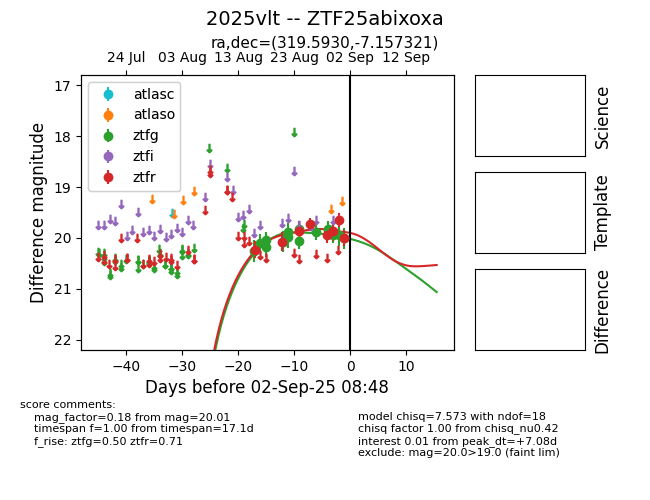 2025vlt -- ZTF25abixoxa
ra,dec=(319.5930,-7.157321)
24 Jul 03 Aug 13 Aug 23 Aug 02 Sep 12 Sep
17
18
19
20
21
22
Difference magnitude
atlasc
atlaso
ztfg
ztfi
ztfr
−40 −30 −20 −10 0 10
Days before 02-Sep-25 08:48
Science
Template
Difference
score comments:
mag_factor=0.18 from mag=20.01
timespan f=1.00 from timespan=17.1d
f_rise: ztfg=0.50 ztfr=0.71
model chisq=7.573 with ndof=18
chisq factor 1.00 from chisq_nu0.42
interest 0.01 from peak_dt=+7.08d
exclude: mag=20.0>19.0 (faint lim)